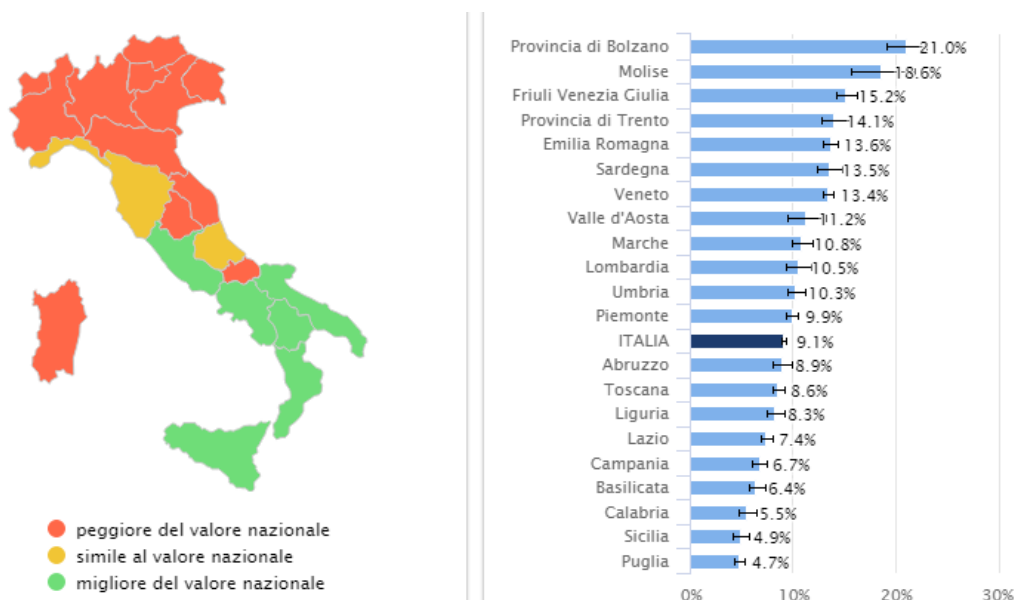 peggiore del valore nazionale
simile al valore nazionale
migliore del valore nazionale
Provincia di Bolzano 21.0%
Molise 18.6%
Friuli Venezia Giulia 15.2%
Provincia di Trento 14.1%
Emilia Romagna 13.6%
Sardegna 13.5%
Veneto 13.4%
Valle d'Aosta 11.2%
Marche 10.8%
Lombardia 10.5%
Umbria 10.3%
Piemonte 9.9%
ITALIA 9.1%
Abruzzo 8.9%
Toscana 8.6%
Liguria 8.3%
Lazio 7.4%
Campania 6.7%
Basilicata 6.4%
Calabria 5.5%
Sicilia 4.9%
Puglia 4.7%
0% 10% 20% 30%